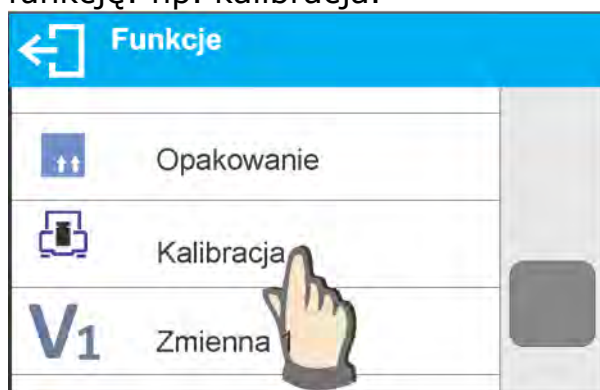 funkcję. np. kalibracja.
Funkcje
Opakowanie
Kalibracja
V1 Zmienna 1